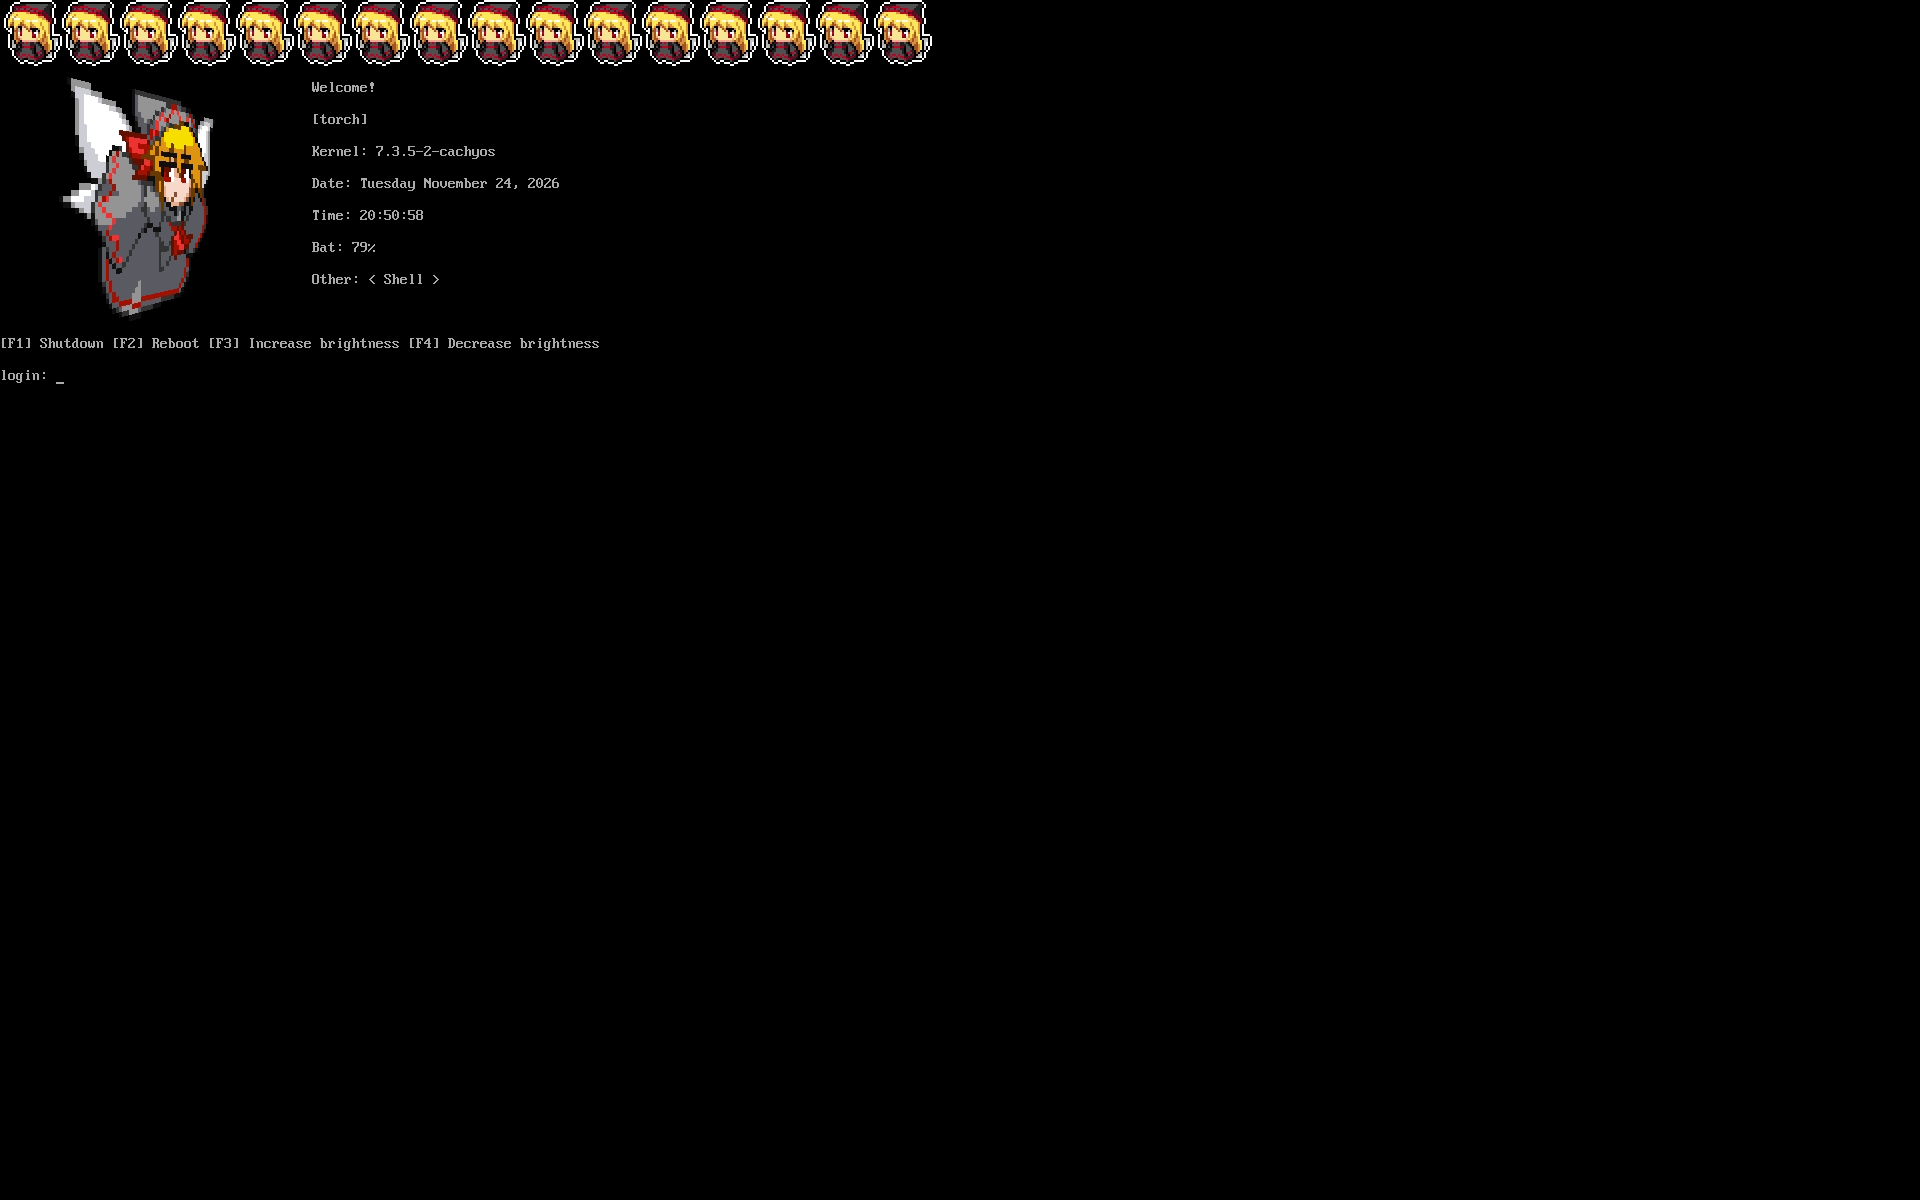 Welcome!
[torch]
Kernel: 7.3.5-2-cachyos
Date: Tuesday November 24, 2026
Time: 20:50:58
Bat: 79%
Other: < Shell >
[F1] Shutdown [F2] Reboot [F3] Increase brightness [F4] Decrease brightness
login: _